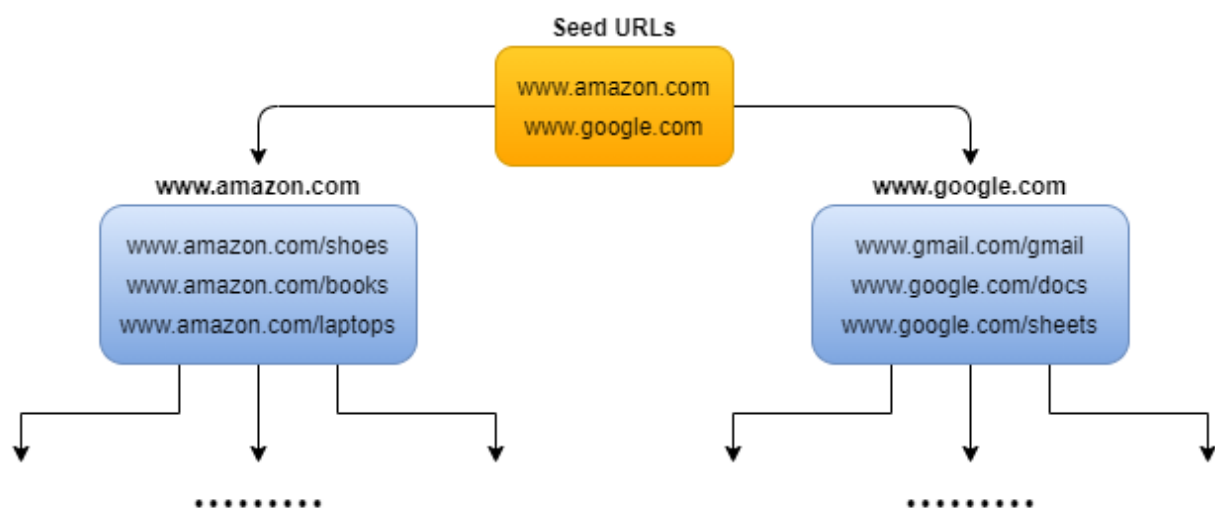 Seed URLs
www.amazon.com
www.google.com
www.amazon.com
www.amazon.com/shoes
www.amazon.com/books
www.amazon.com/laptops
www.google.com
www.gmail.com/gmail
www.google.com/docs
www.google.com/sheets